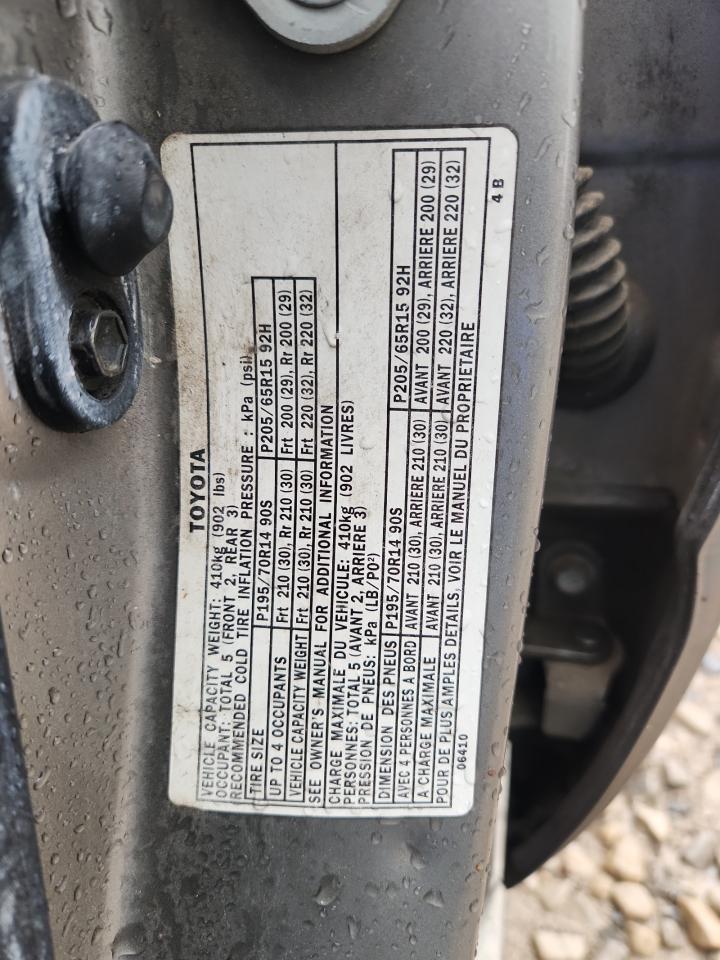 TOYOTA
VEHICLE CAPACITY WEIGHT: 410kg (902 lbs)
OCCUPANT: TOTAL 5 (FRONT 2, REAR 3)
RECOMMENDED COLD TIRE INFLATION PRESSURE : kPa (psi)
TIRE SIZE P195/70R14 90S P205/65R15 92H
UP TO 4 OCCUPANTS Frt 210 (30), Rr 210 (30) Frt 200 (29), Rr 200 (29)
VEHICLE CAPACITY WEIGHT Frt 210 (30), Rr 210 (30) Frt 220 (32), Rr 220 (32)
SEE OWNER'S MANUAL FOR ADDITIONAL INFORMATION
CHARGE MAXIMALE DU VEHICULE: 410kg (902 LIVRES)
PERSONNES: TOTAL 5 (AVANT 2, ARRIERE 3)
PRESSION DE PNEUS: kPa (LB/PO²)
DIMENSION DES PNEUS P195/70R14 90S P205/65R15 92H
AVEC 4 PERSONNES A BORD AVANT 210 (30), ARRIERE 210 (30) AVANT 200 (29), ARRIERE 200 (29)
A CHARGE MAXIMALE AVANT 210 (30), ARRIERE 210 (30) AVANT 220 (32), ARRIERE 220 (32)
POUR DE PLUS AMPLES DETAILS, VOIR LE MANUEL DU PROPRIETAIRE
06410 4 B